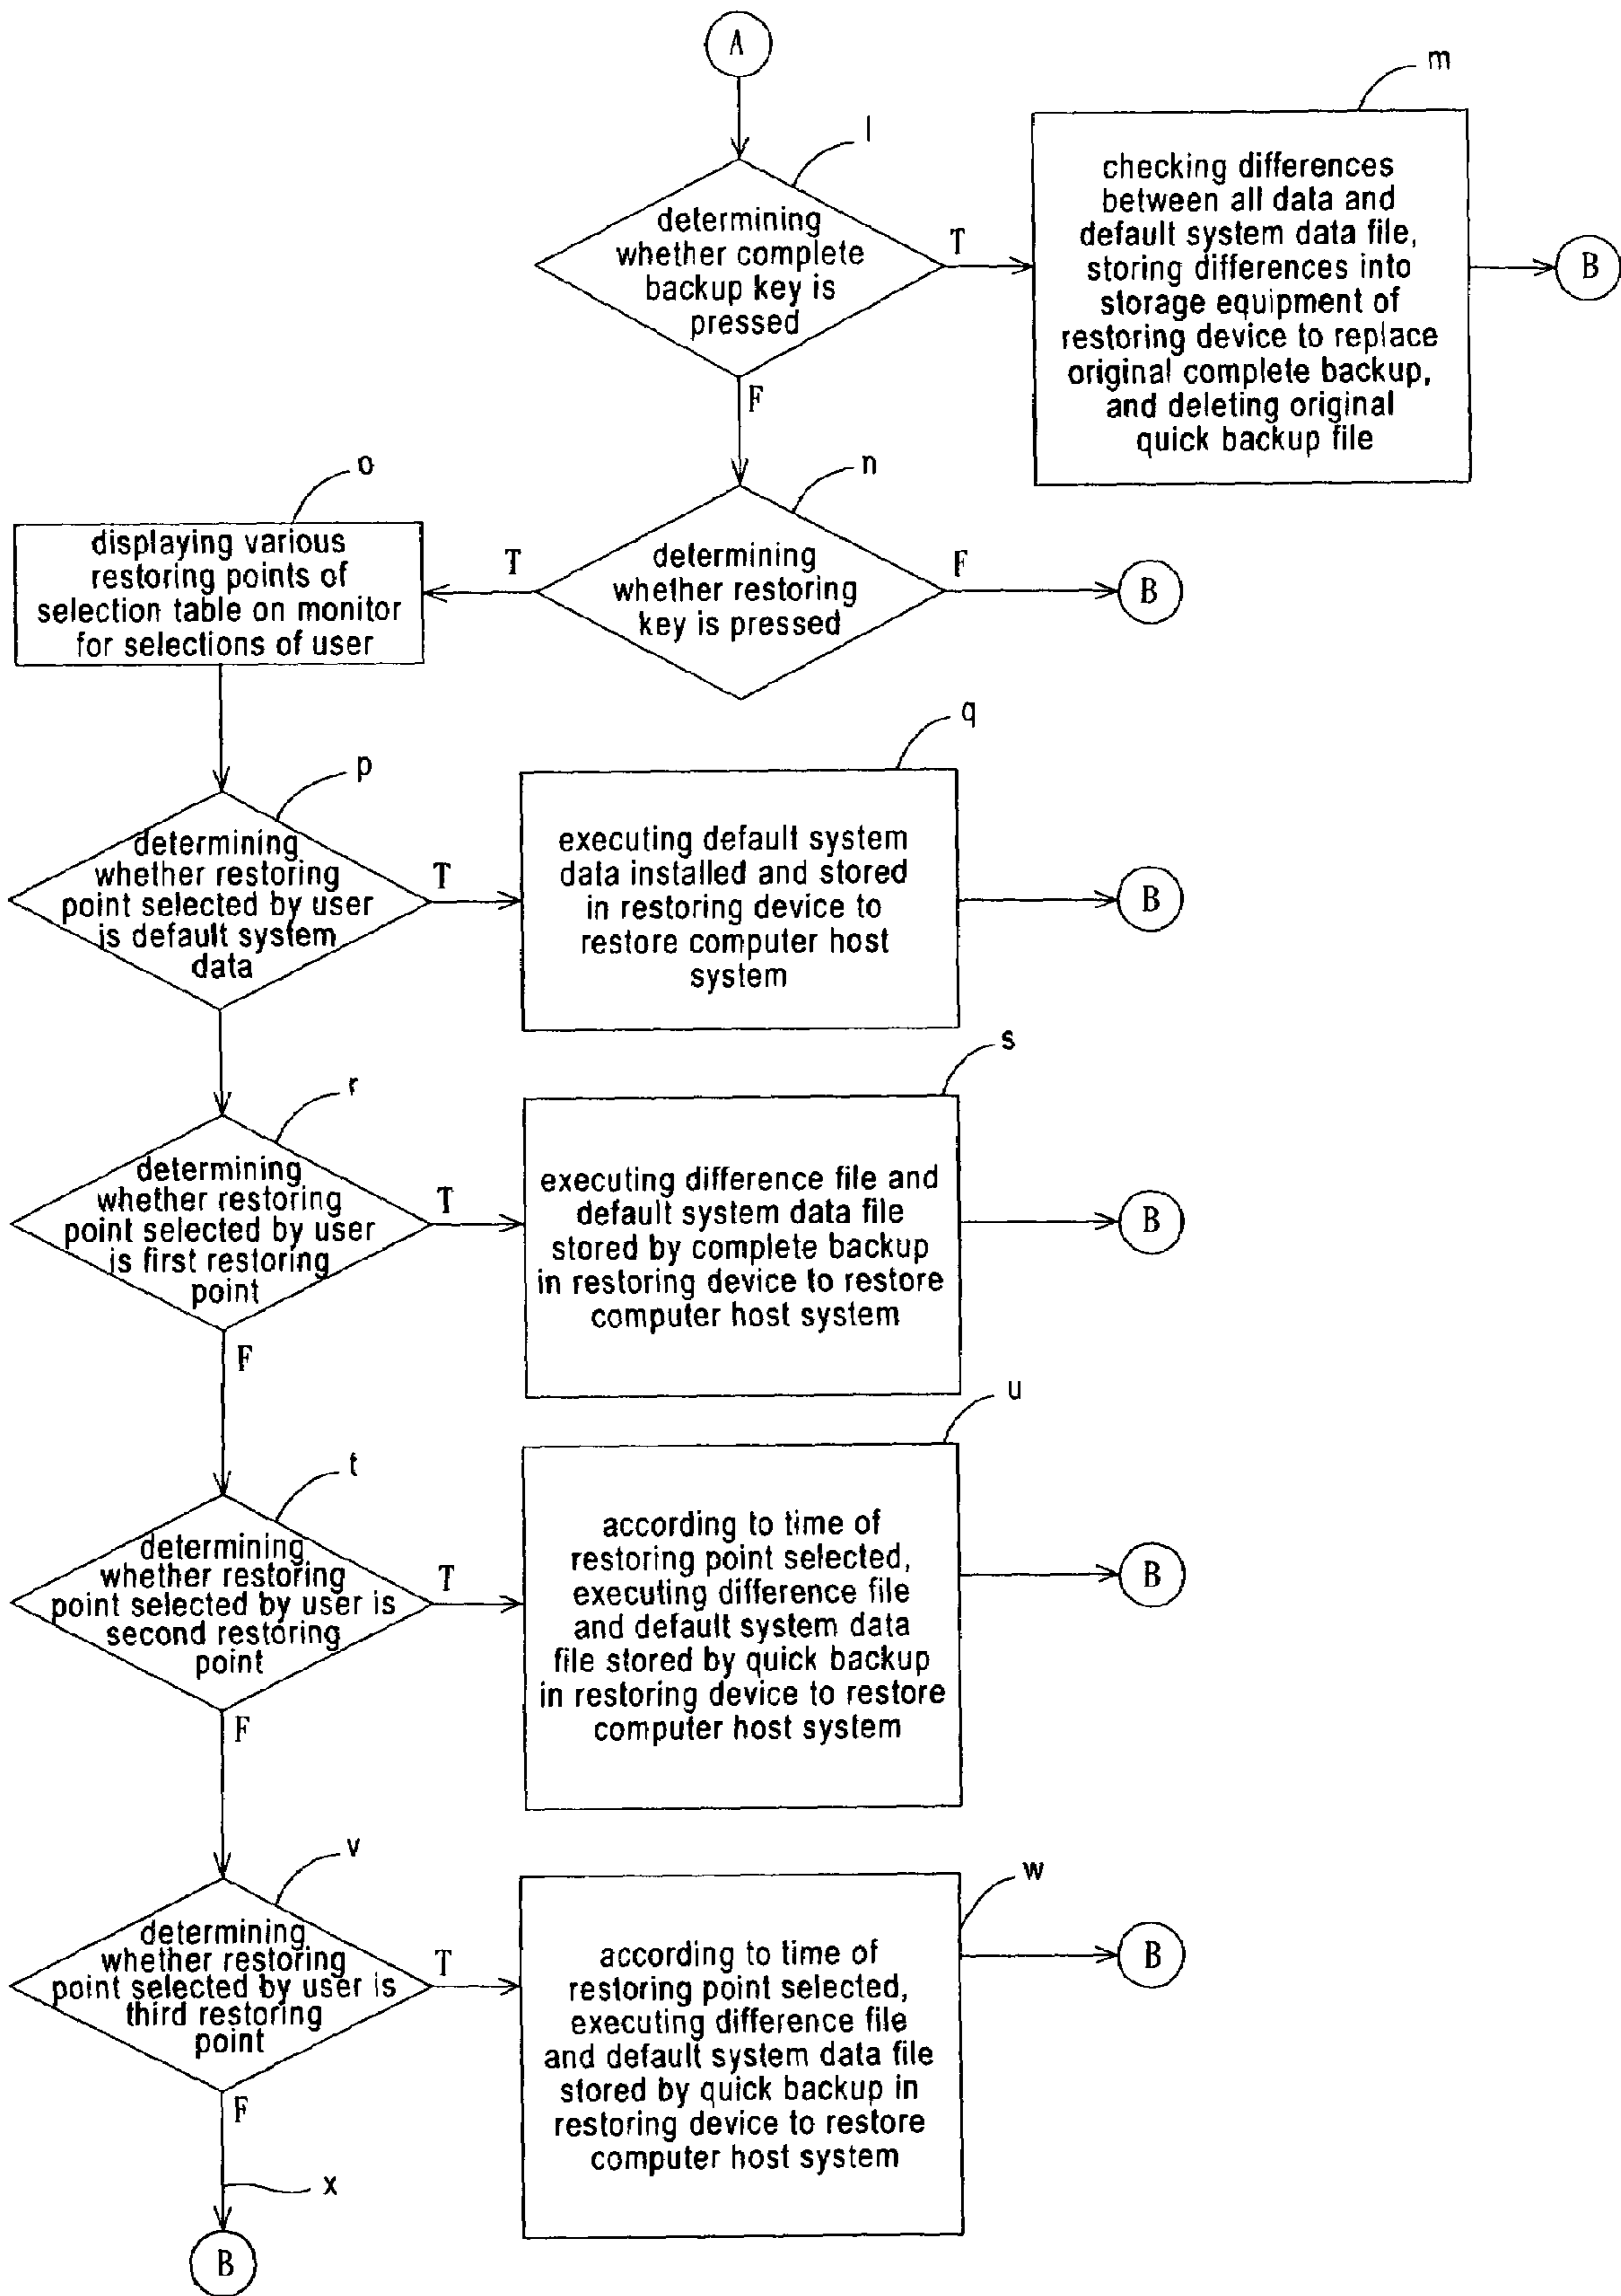 A
l
determining
whether complete
backup key is
pressed
T
F
m
checking differences
between all data and
default system data file,
storing differences into
storage equipment of
restoring device to replace
original complete backup,
and deleting original
quick backup file
B
n
determining
whether restoring
key is pressed
T
F
B
o
displaying various
restoring points of
selection table on monitor
for selections of user
p
determining
whether restoring
point selected by user
is default system
data
T
q
executing default system
data installed and stored
in restoring device to
restore computer host
system
B
r
determining
whether restoring
point selected by user
is first restoring
point
T
F
s
executing difference file and
default system data file
stored by complete backup
in restoring device to restore
computer host system
B
t
determining
whether restoring
point selected by user is
second restoring
point
T
F
u
according to time of
restoring point selected,
executing difference file
and default system data
file stored by quick backup
in restoring device to restore
computer host system
B
v
determining
whether restoring
point selected by user is
third restoring
point
T
F
w
according to time of
restoring point selected,
executing difference file
and default system data file
stored by quick backup in
restoring device to restore
computer host system
B
x
B